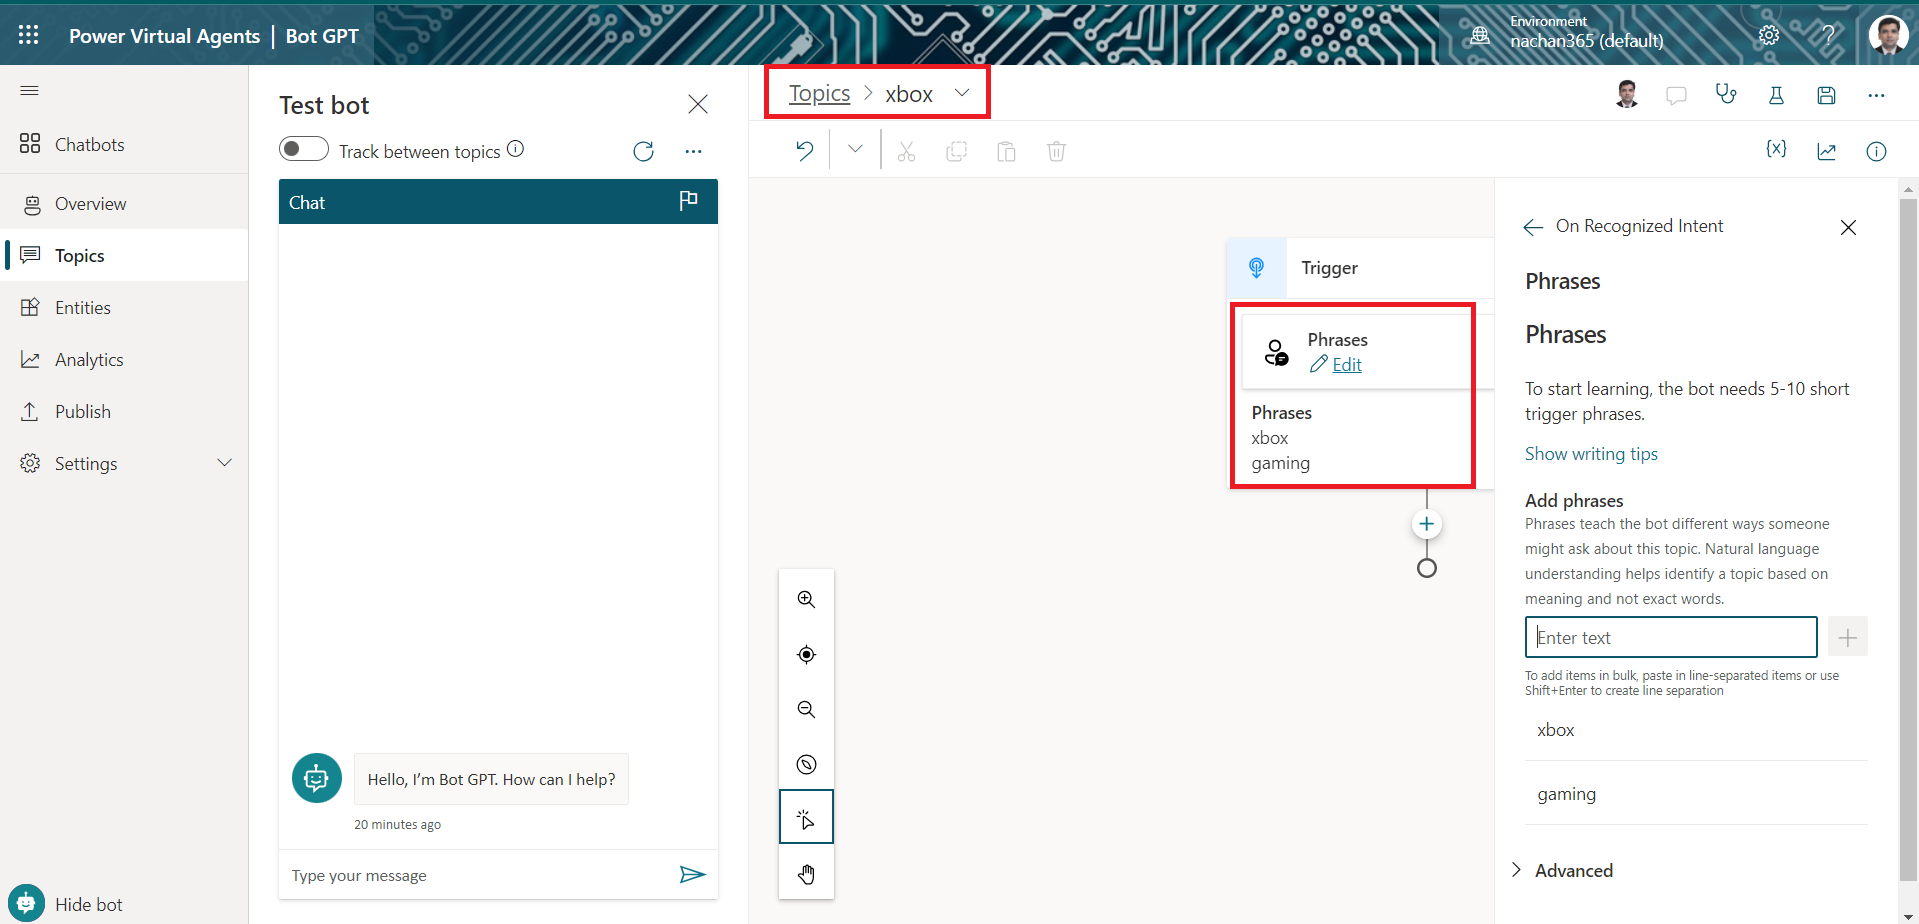 Power Virtual Agents | Bot GPT
Environment
nachan365 (default)
Chatbots
Overview
Topics
Entities
Analytics
Publish
Settings
Hide bot
Test bot
Track between topics
Chat
Hello, I'm Bot GPT. How can I help?
20 minutes ago
Type your message
Topics > xbox
Trigger
Phrases
Edit
Phrases
xbox
gaming
On Recognized Intent
Phrases
Phrases
To start learning, the bot needs 5-10 short
trigger phrases.
Show writing tips
Add phrases
Phrases teach the bot different ways someone
might ask about this topic. Natural language
understanding helps identify a topic based on
meaning and not exact words.
Enter text
To add items in bulk, paste in line-separated items or use
Shift+Enter to create line separation
xbox
gaming
Advanced